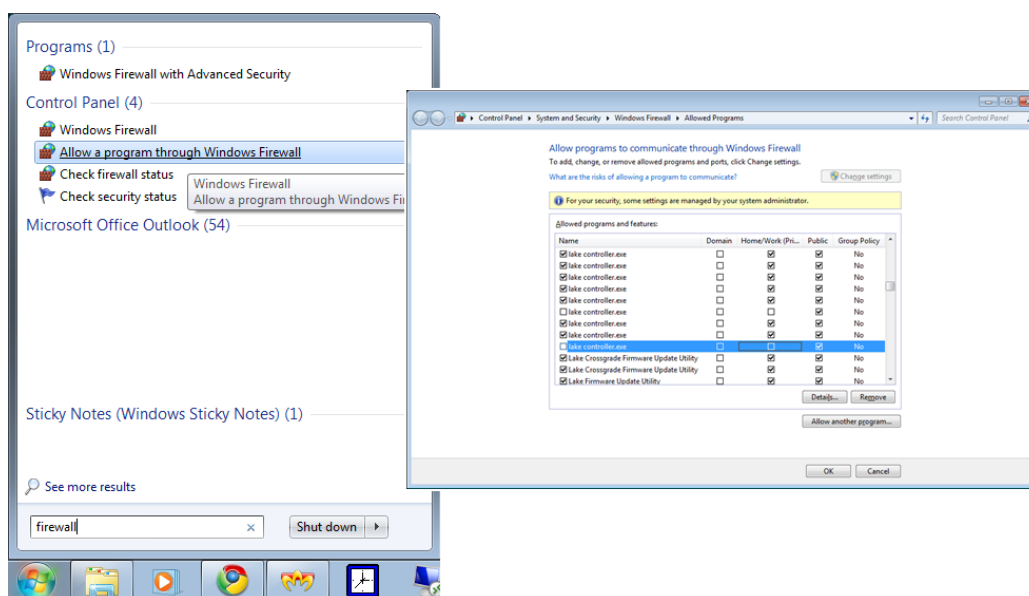 Programs (1)
Windows Firewall with Advanced Security
Control Panel (4)
Windows Firewall
Allow a program through Windows Firewall
Check firewall status
Check security status
Windows Firewall
Allow a program through Windows Fi
Microsoft Office Outlook (54)
Sticky Notes (Windows Sticky Notes) (1)
See more results
firewall
Shut down
Control Panel System and Security Windows Firewall Allowed Programs
Search Control Panel
Allow programs to communicate through Windows Firewall
To add, change, or remove allowed programs and ports, click Change settings.
What are the risks of allowing a program to communicate?
Change settings
For your security, some settings are managed by your system administrator.
Allowed programs and features:
Name Domain Home/Work (Pri... Public Group Policy
lake controller.exe No
lake controller.exe No
lake controller.exe No
lake controller.exe No
lake controller.exe No
lake controller.exe No
lake controller.exe No
lake controller.exe No
lake controller.exe No
Lake Crossgrade Firmware Update Utility No
Lake Crossgrade Firmware Update Utility No
Lake Firmware Update Utility No
Details... Remove
Allow another program...
OK Cancel